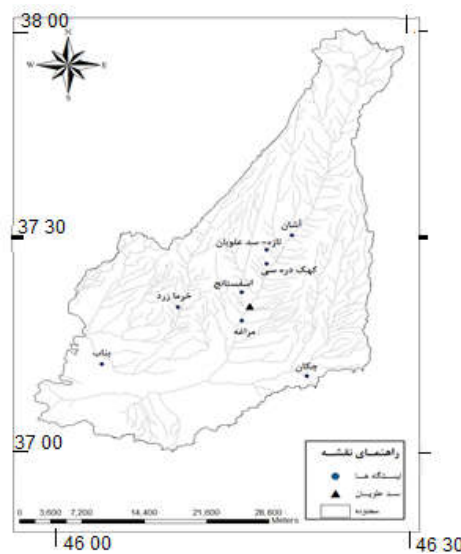 38 00
N
W E
S
37 30
آشان
تازه- سد علویان
کهک دره سی
اسفستانج
خرما زرد
مراغه
بناب
چکان
37 00
راهنمای نقشه
ایستگاه ها
سد علویان
محدوده
0 3,600 7,200 14,400 21,600 28,800
Meters
46 00
46 30